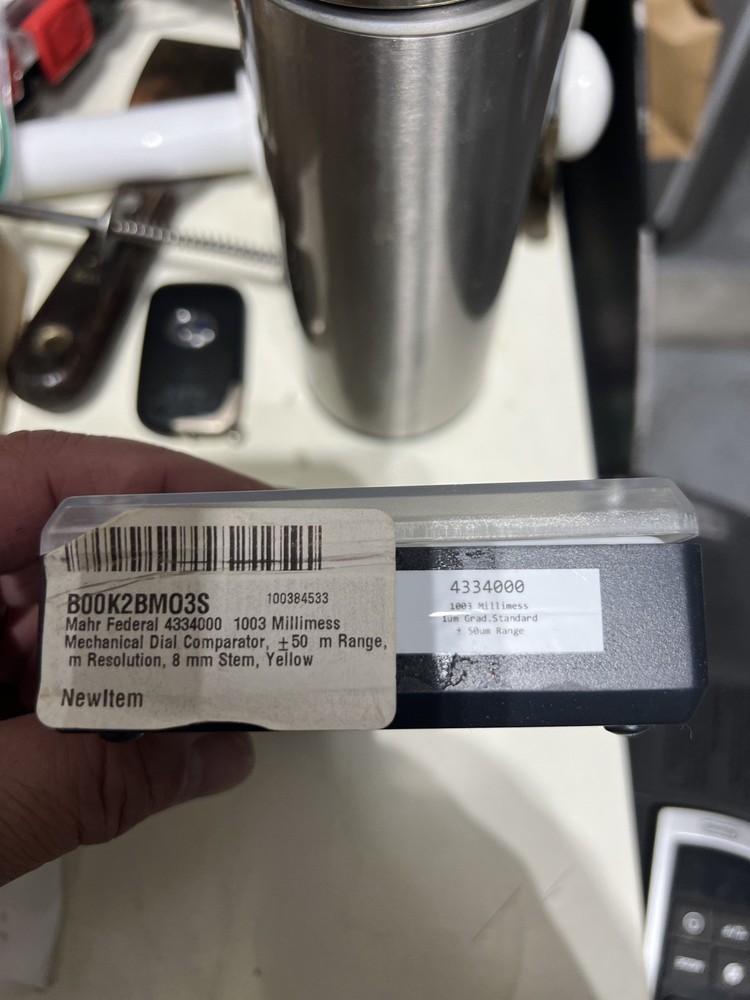 B00K2BMO3S
100384533
Mahr Federal 4334000 1003 Millimess
Mechanical Dial Comparator, ±50 m Range,
m Resolution, 8 mm Stem, Yellow
NewItem
4334000
1003 Millimess
1um Grad.Standard
± 50um Range